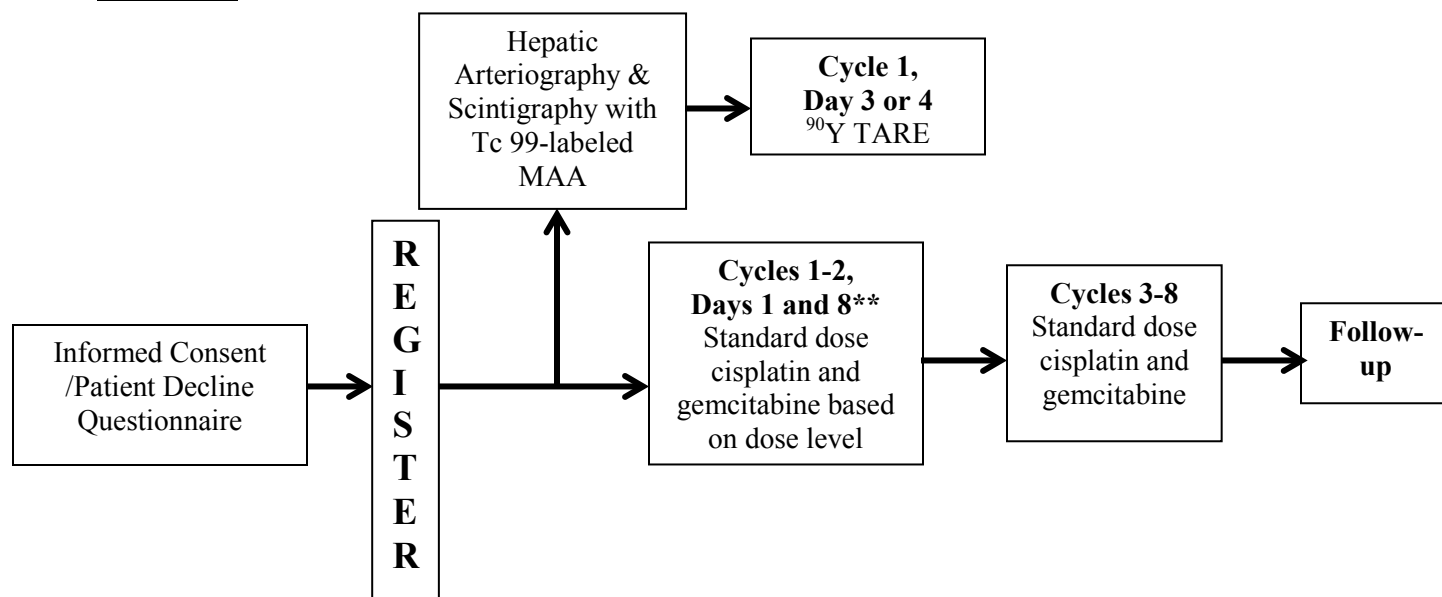 Informed Consent
/Patient Decline
Questionnaire
R
E
G
I
S
T
E
R
Hepatic
Arteriography &
Scintigraphy with
Tc 99-labeled
MAA
Cycle 1,
Day 3 or 4
⁹⁰Y TARE
Cycles 1-2,
Days 1 and 8**
Standard dose
cisplatin and
gemcitabine based
on dose level
Cycles 3-8
Standard dose
cisplatin and
gemcitabine
Follow-
up